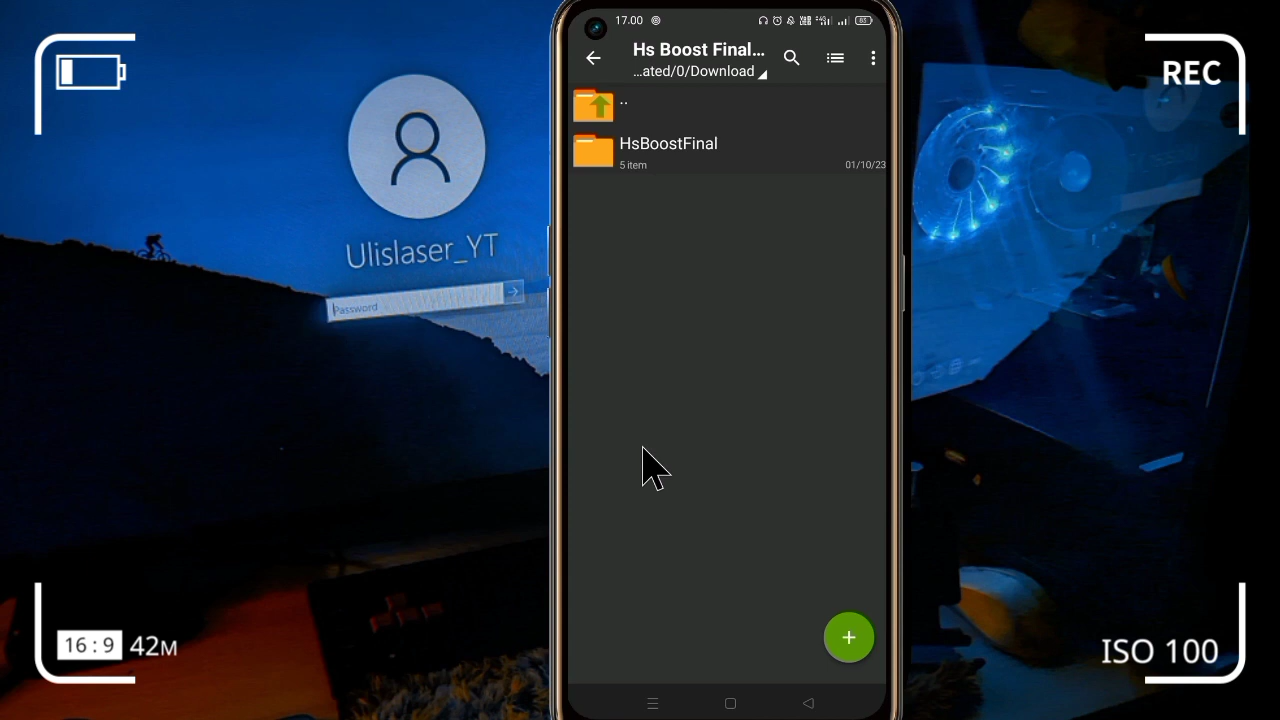 17.00
83
Hs Boost Final...
...ated/0/Download
..
HsBoostFinal
5 item
01/10/23
Ulislaser_YT
Password
REC
16:9 42M
ISO 100